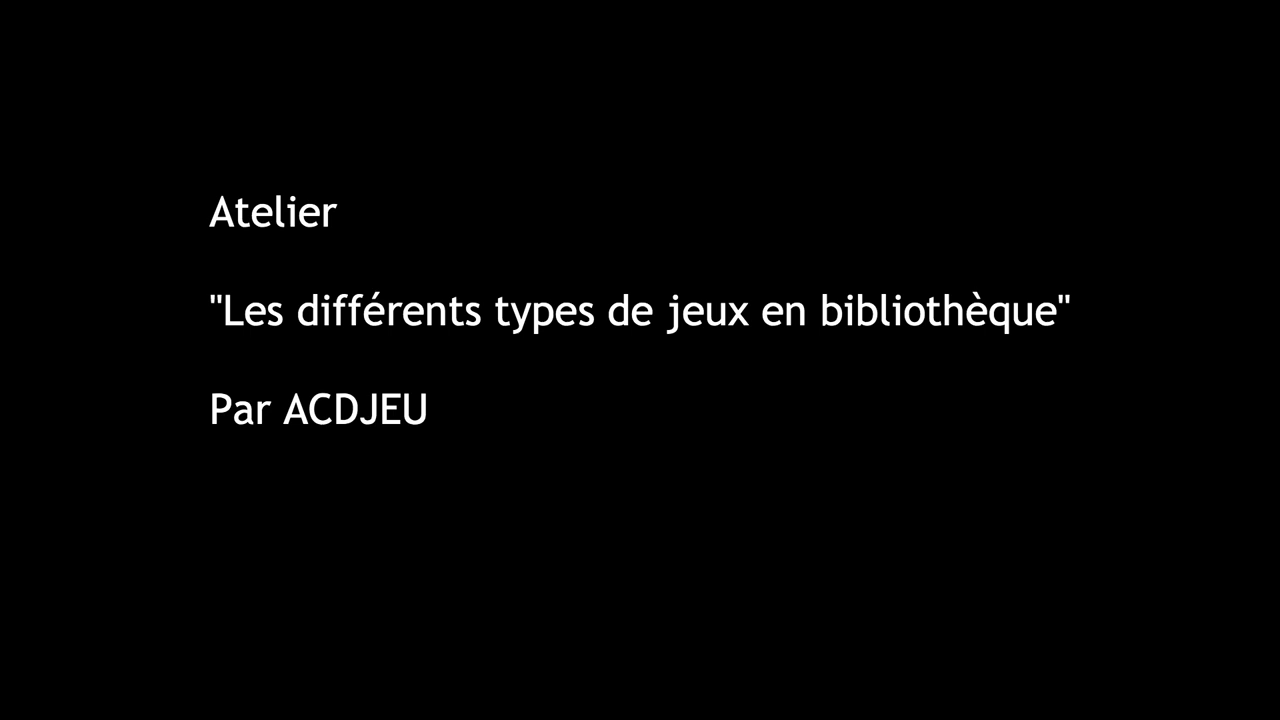 Atelier
"Les différents types de jeux en bibliothèque"
Par ACDJEU